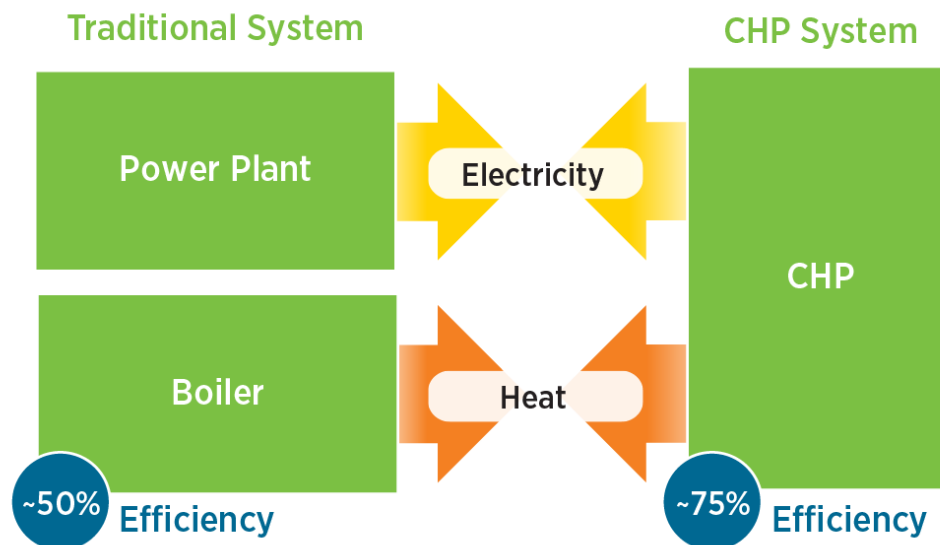 Traditional System
CHP System
Power Plant
Electricity
CHP
Boiler
Heat
~50% Efficiency
~75% Efficiency